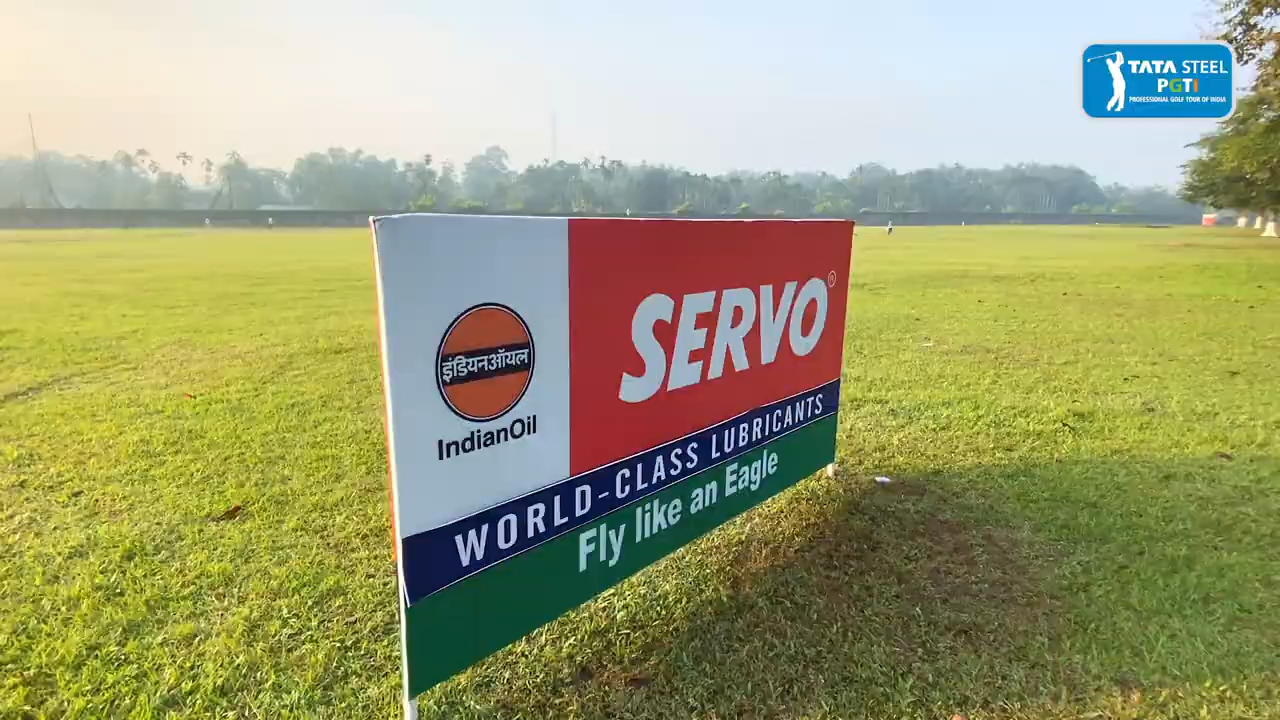 TATA STEEL
PGTI
PROFESSIONAL GOLF TOUR OF INDIA
SERVO®
इंडियनऑयल
IndianOil
WORLD-CLASS LUBRICANTS
Fly like an Eagle